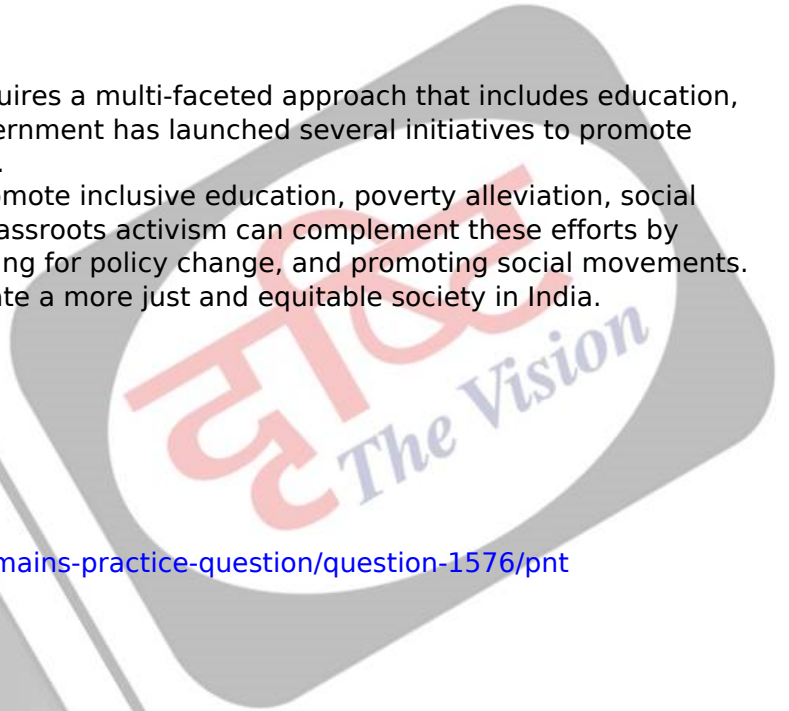 uires a multi-faceted approach that includes education,
ernment has launched several initiatives to promote
.
mote inclusive education, poverty alleviation, social
assroots activism can complement these efforts by
ing for policy change, and promoting social movements.
te a more just and equitable society in India.
दृष्टि
The Vision
mains-practice-question/question-1576/pnt